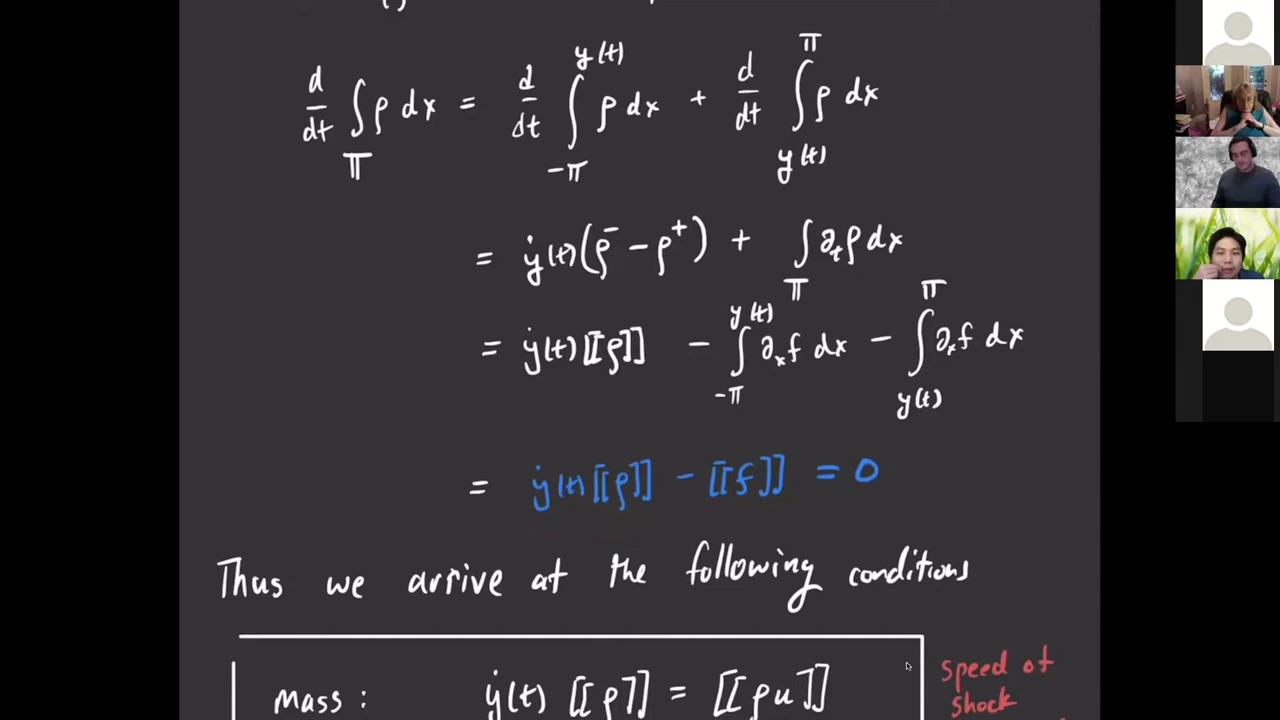 d/dt ∫_𝕋 ρ dx = d/dt ∫_{-π}^{y(t)} ρ dx + d/dt ∫_{y(t)}^{π} ρ dx
= ẏ(t)(ρ⁻ - ρ⁺) + ∫_𝕋 ∂_t ρ dx
= ẏ(t)[[ρ]] - ∫_{-π}^{y(t)} ∂_x f dx - ∫_{y(t)}^{π} ∂_x f dx
= ẏ(t)[[ρ]] - [[f]] = 0
Thus we arrive at the following conditions
mass: ẏ(t) [[ρ]] = [[ρu]]
speed of
shock